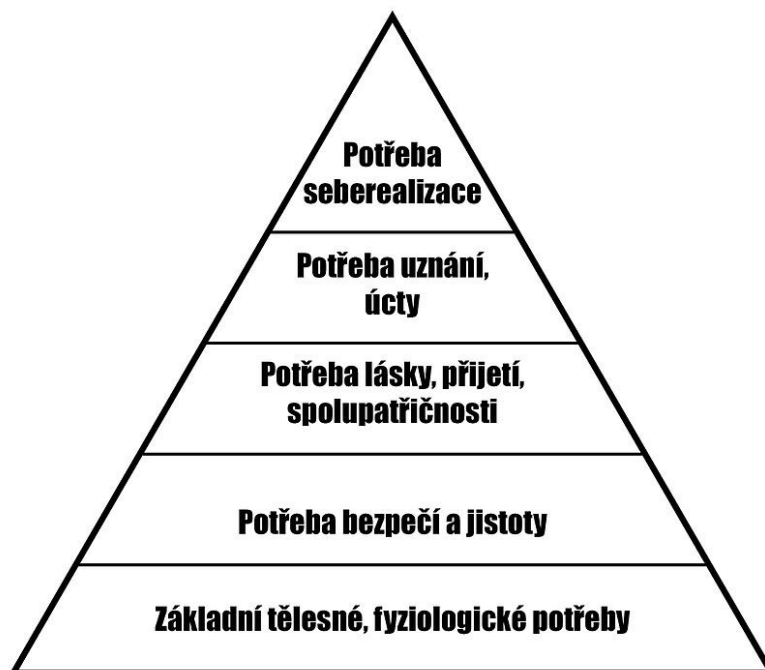 Potřeba
seberealizace
Potřeba uznání,
úcty
Potřeba lásky, přijetí,
spolupatřičnosti
Potřeba bezpečí a jistoty
Základní tělesné, fyziologické potřeby